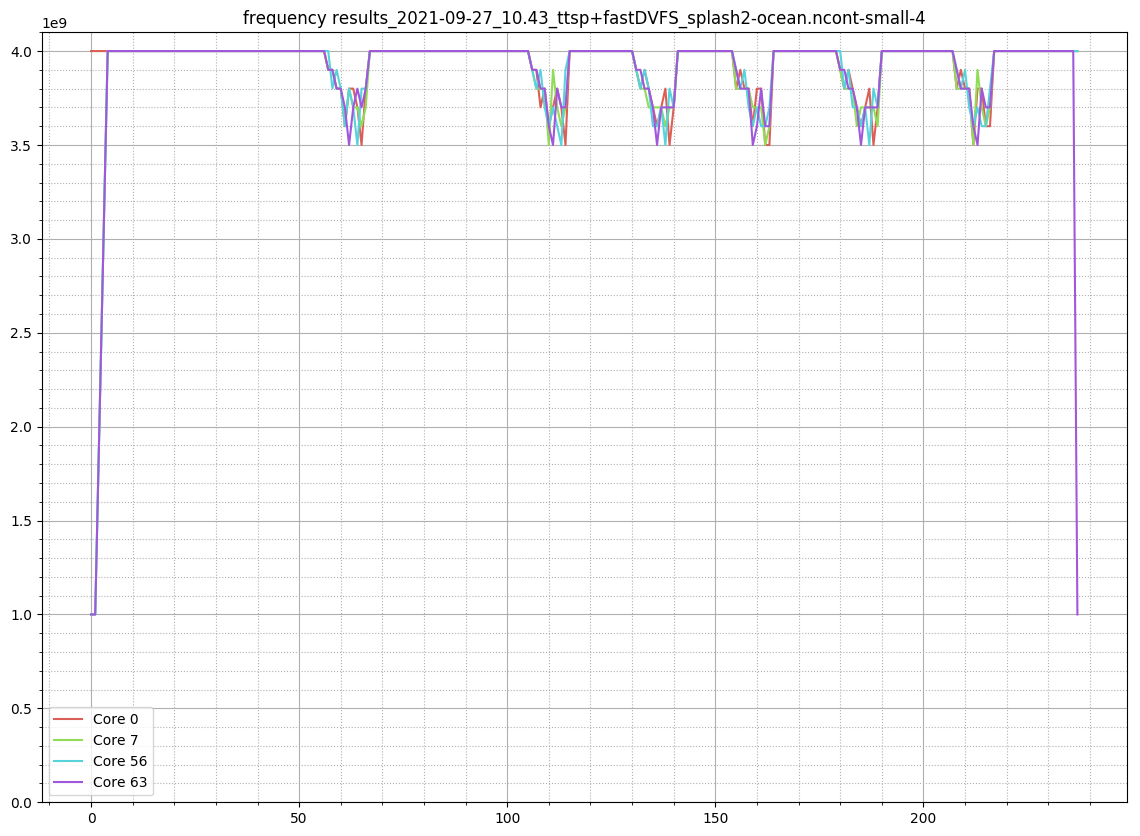 frequency results_2021-09-27_10.43_ttsp+fastDVFS_splash2-ocean.ncont-small-4
1e9
4.0
3.5
3.0
2.5
2.0
1.5
1.0
0.5
0.0
Core 0
Core 7
Core 56
Core 63
0 50 100 150 200